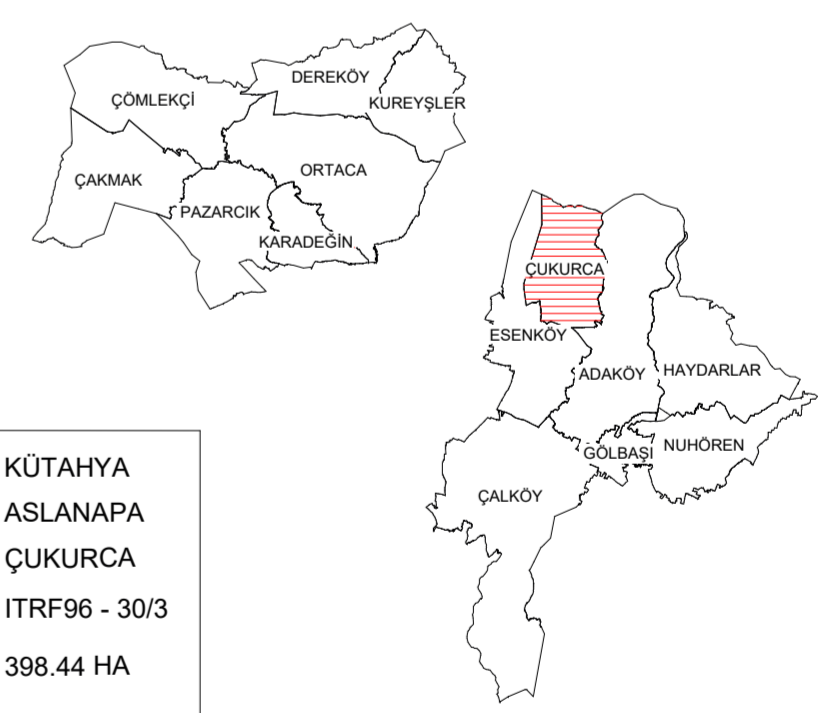 DEREKÖY
ÇÖMLEKÇİ
KUREYŞLER
ORTACA
ÇAKMAK
PAZARCIK
KARADEĞİN
ÇUKURCA
ESENKÖY
ADAKÖY
HAYDARLAR
GÖLBAŞI
NUHÖREN
ÇALKÖY
KÜTAHYA
ASLANAPA
ÇUKURCA
ITRF96 - 30/3
398.44 HA